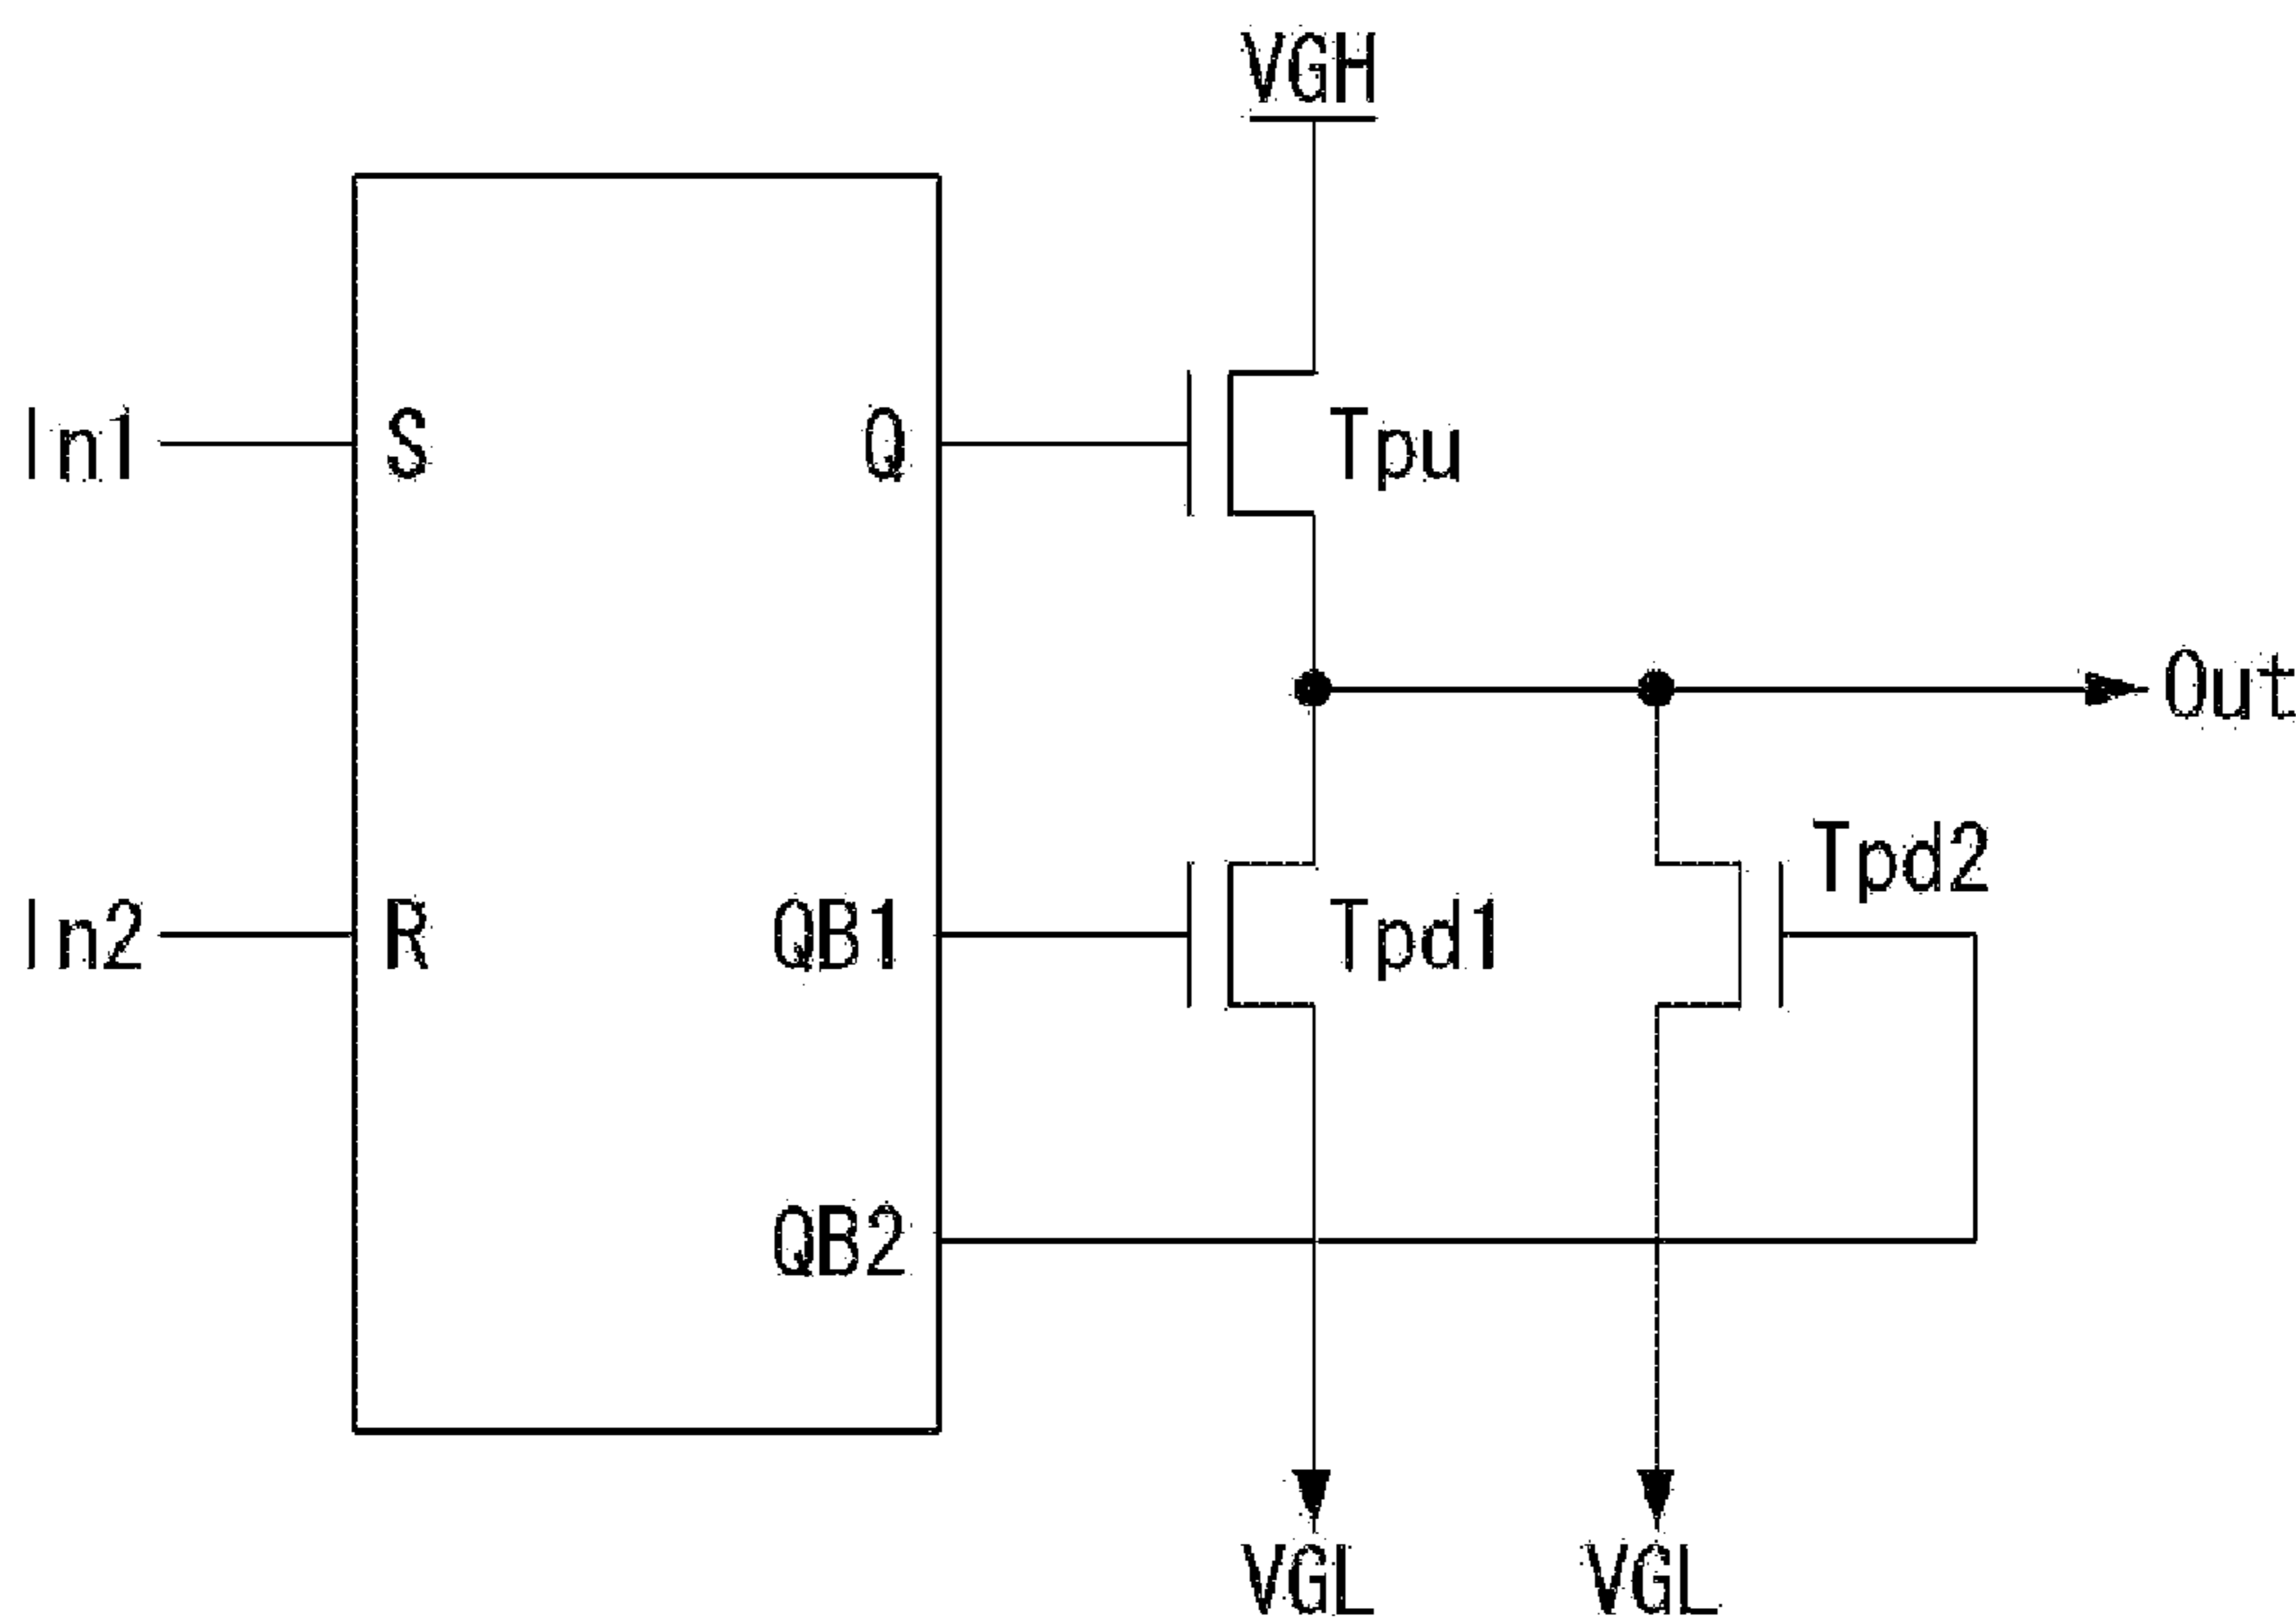 VGH
In1
S
Q
Tpu
Out
Tpd2
In2
R
QB1
Tpd1
QB2
VGL
VGL